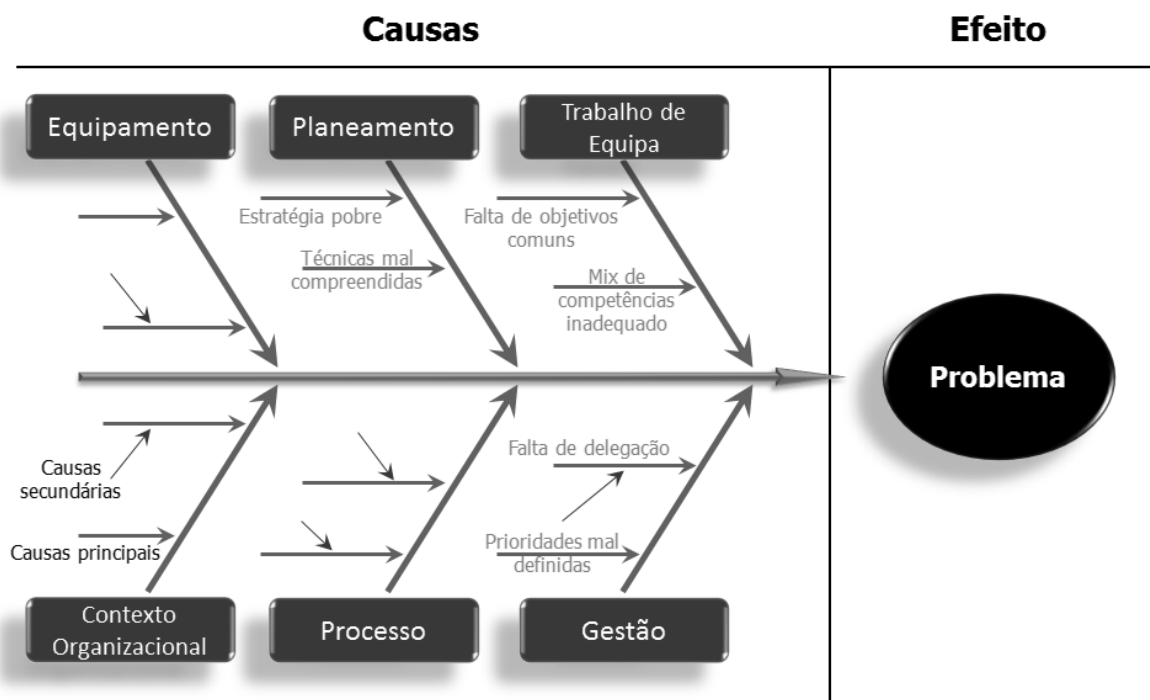 Causas
Efeito
Equipamento
Planeamento
Trabalho de
Equipa
Estratégia pobre
Técnicas mal
compreendidas
Falta de objetivos
comuns
Mix de
competências
inadequado
Problema
Causas
secundárias
Causas principais
Falta de delegação
Prioridades mal
definidas
Contexto
Organizacional
Processo
Gestão